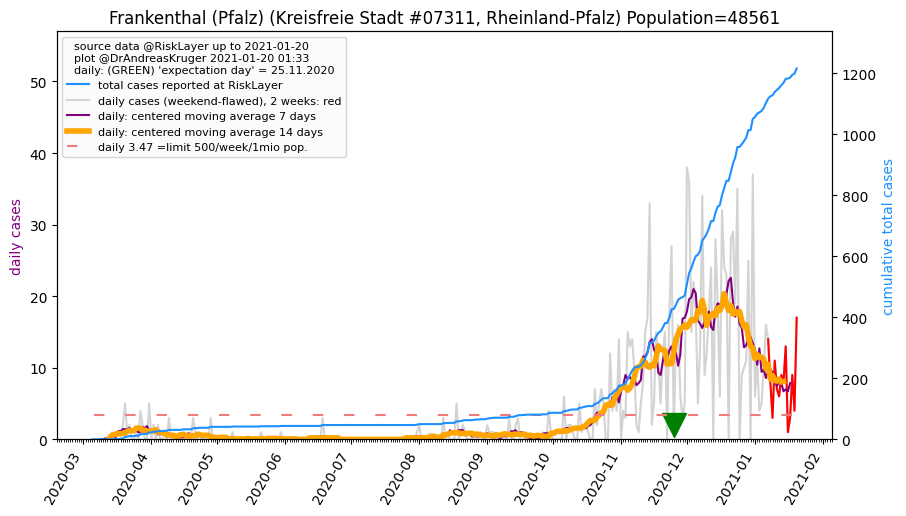 Frankenthal (Pfalz) (Kreisfreie Stadt #07311, Rheinland-Pfalz) Population=48561
source data @RiskLayer up to 2021-01-20
plot @DrAndreasKruger 2021-01-20 01:33
daily: (GREEN) 'expectation day' = 25.11.2020
total cases reported at RiskLayer
daily cases (weekend-flawed), 2 weeks: red
daily: centered moving average 7 days
daily: centered moving average 14 days
daily 3.47 =limit 500/week/1mio pop.
daily cases
50
40
30
20
10
0
cumulative total cases
1200
1000
800
600
400
200
0
2020-03
2020-04
2020-05
2020-06
2020-07
2020-08
2020-09
2020-10
2020-11
2020-12
2021-01
2021-02